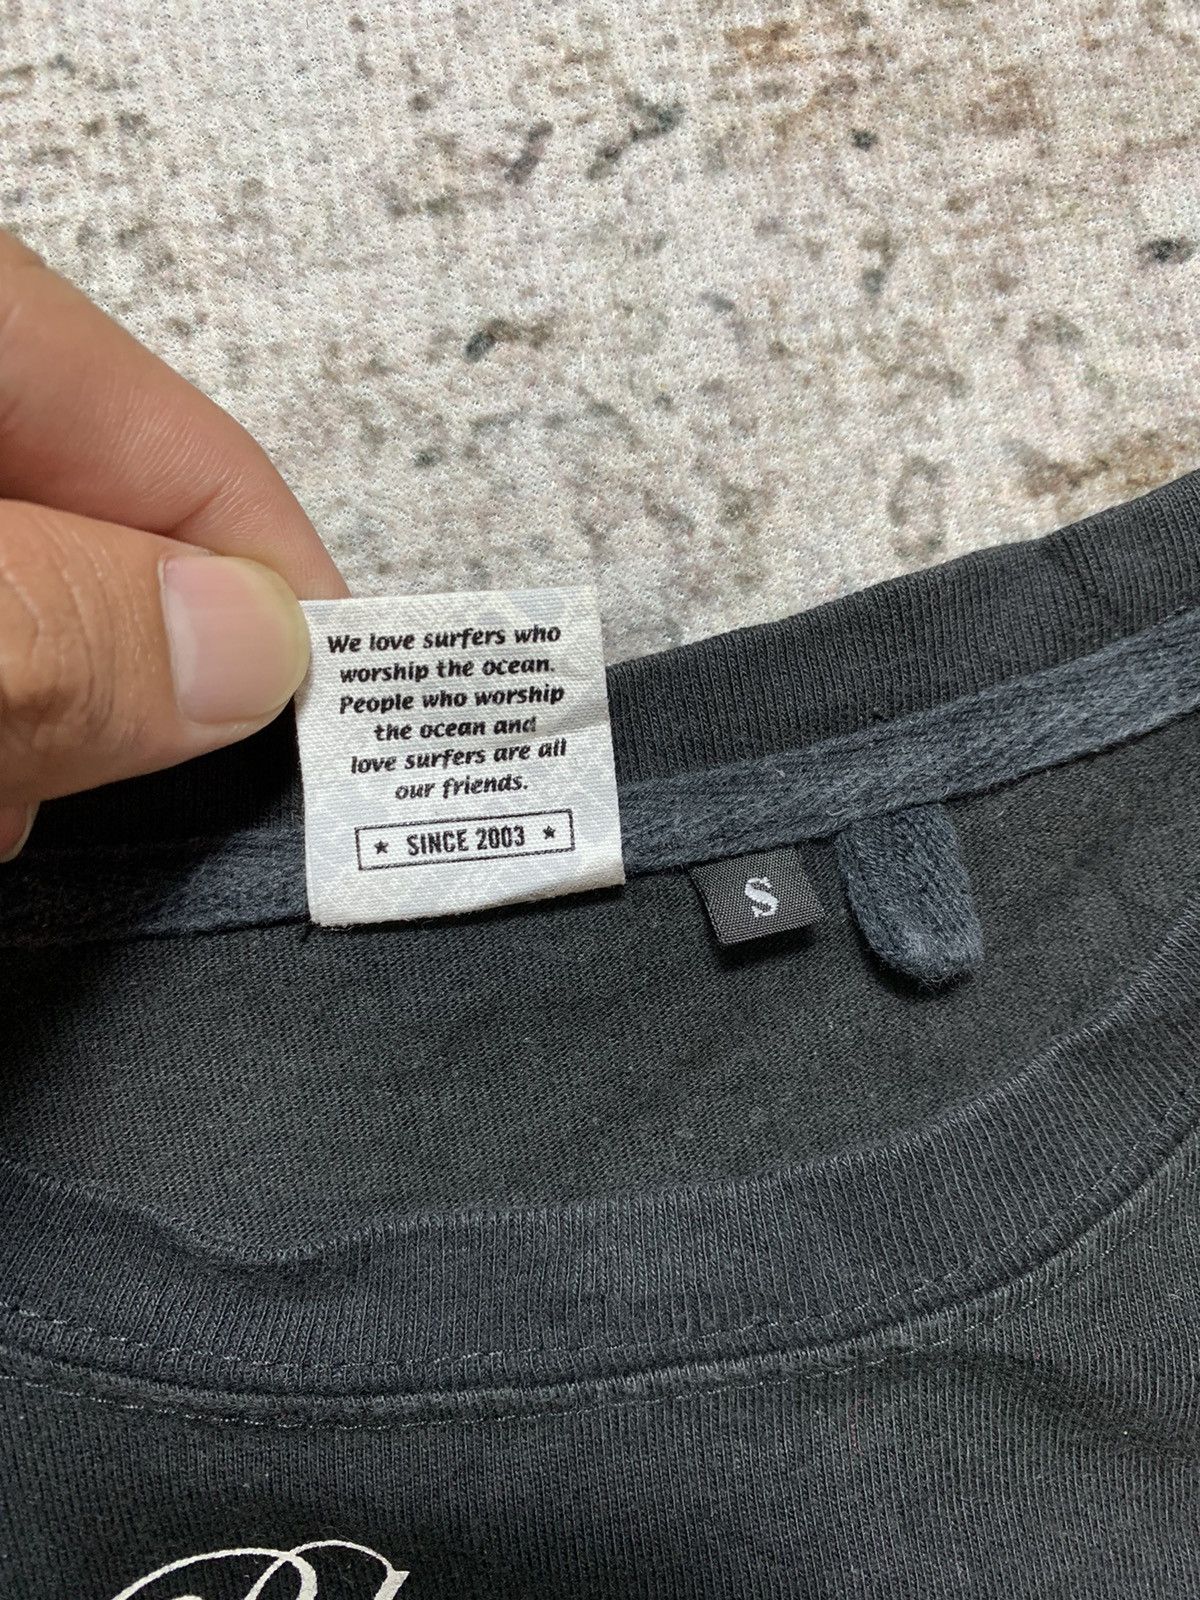 We love surfers who
worship the ocean.
People who worship
the ocean and
love surfers are all
our friends.
★ SINCE 2003 ★
S